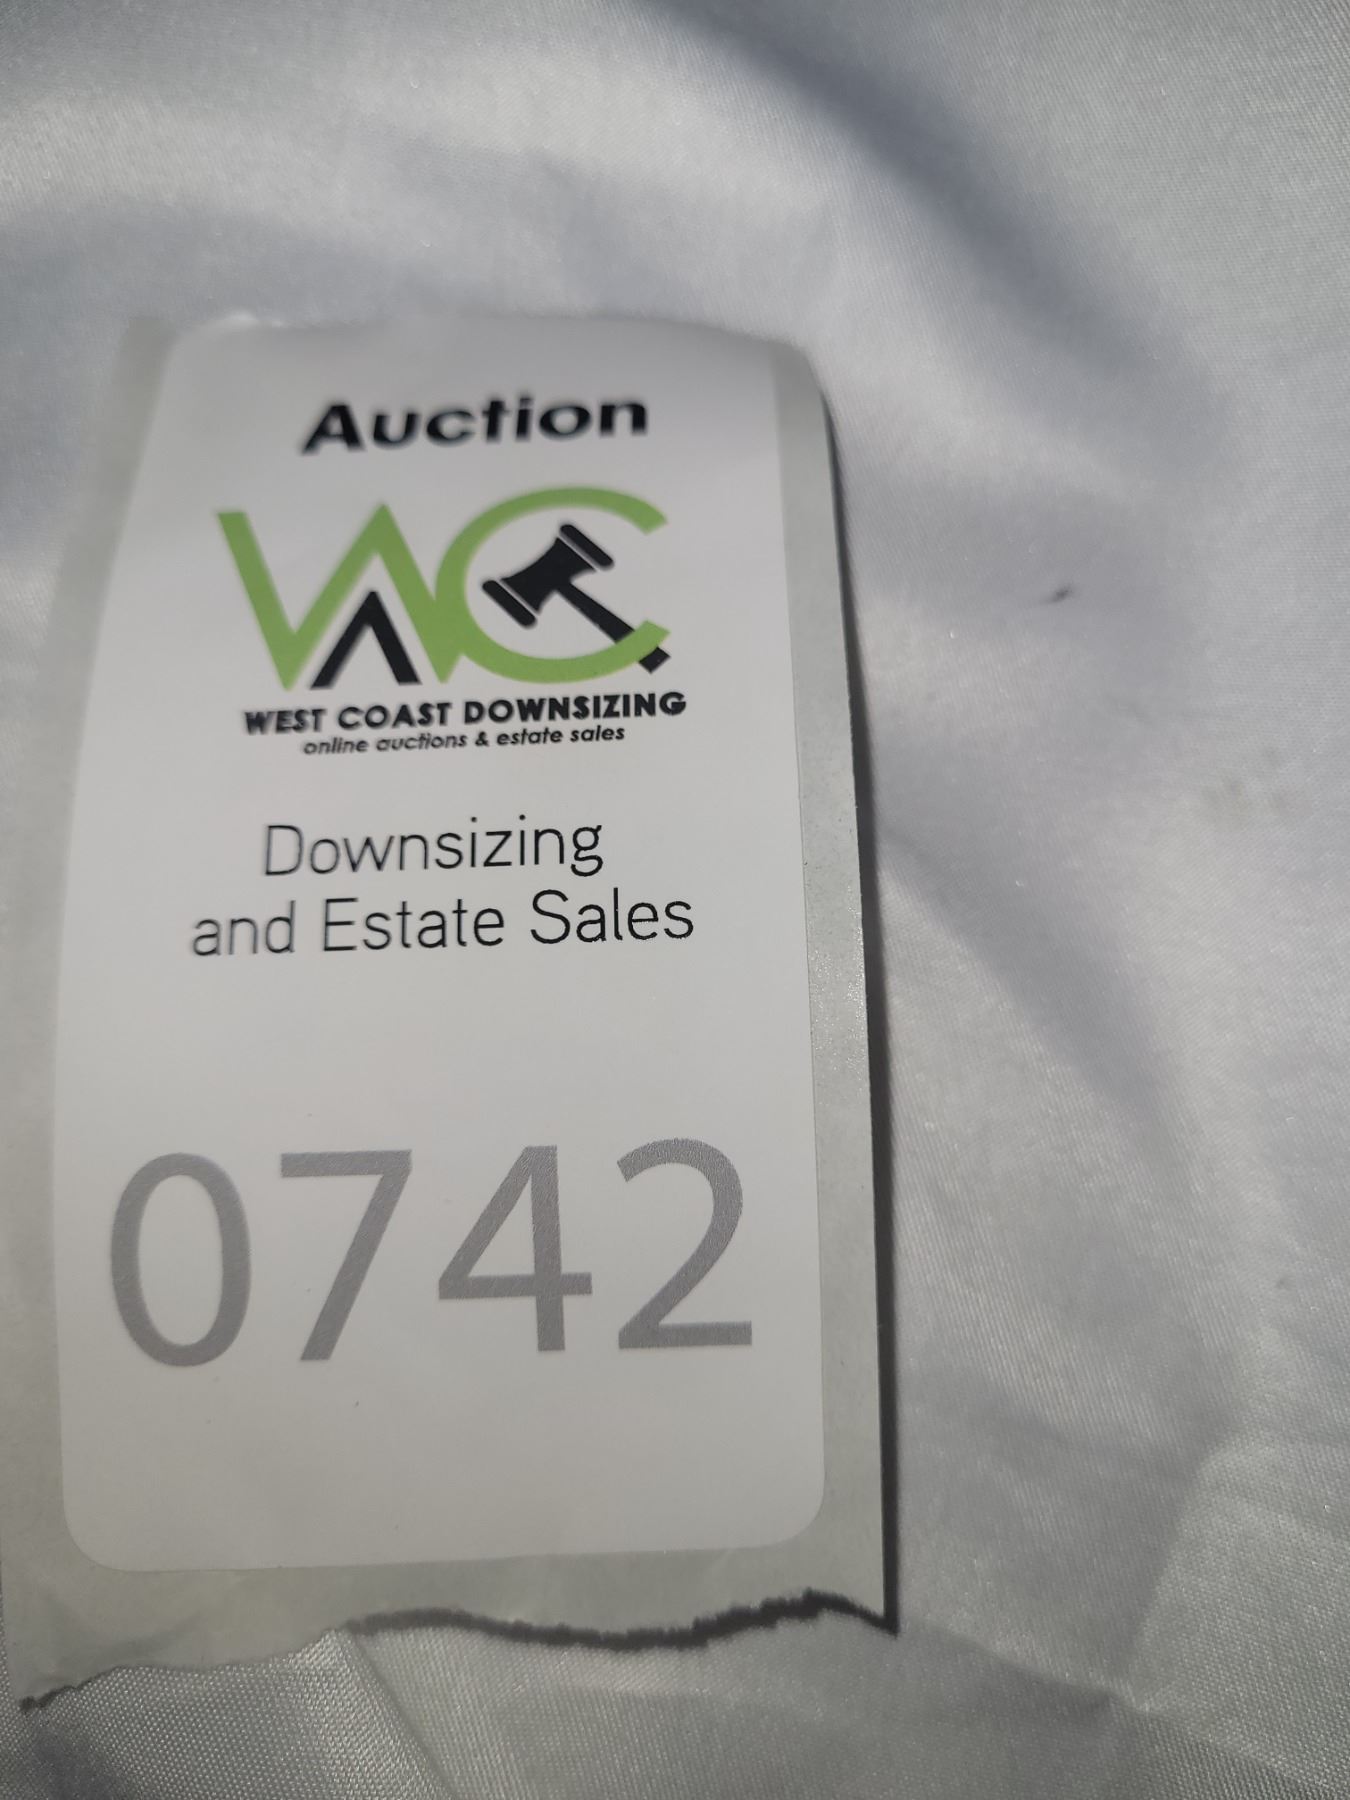 Auction
WC
WEST COAST DOWNSIZING
online auctions & estate sales
Downsizing
and Estate Sales
0742